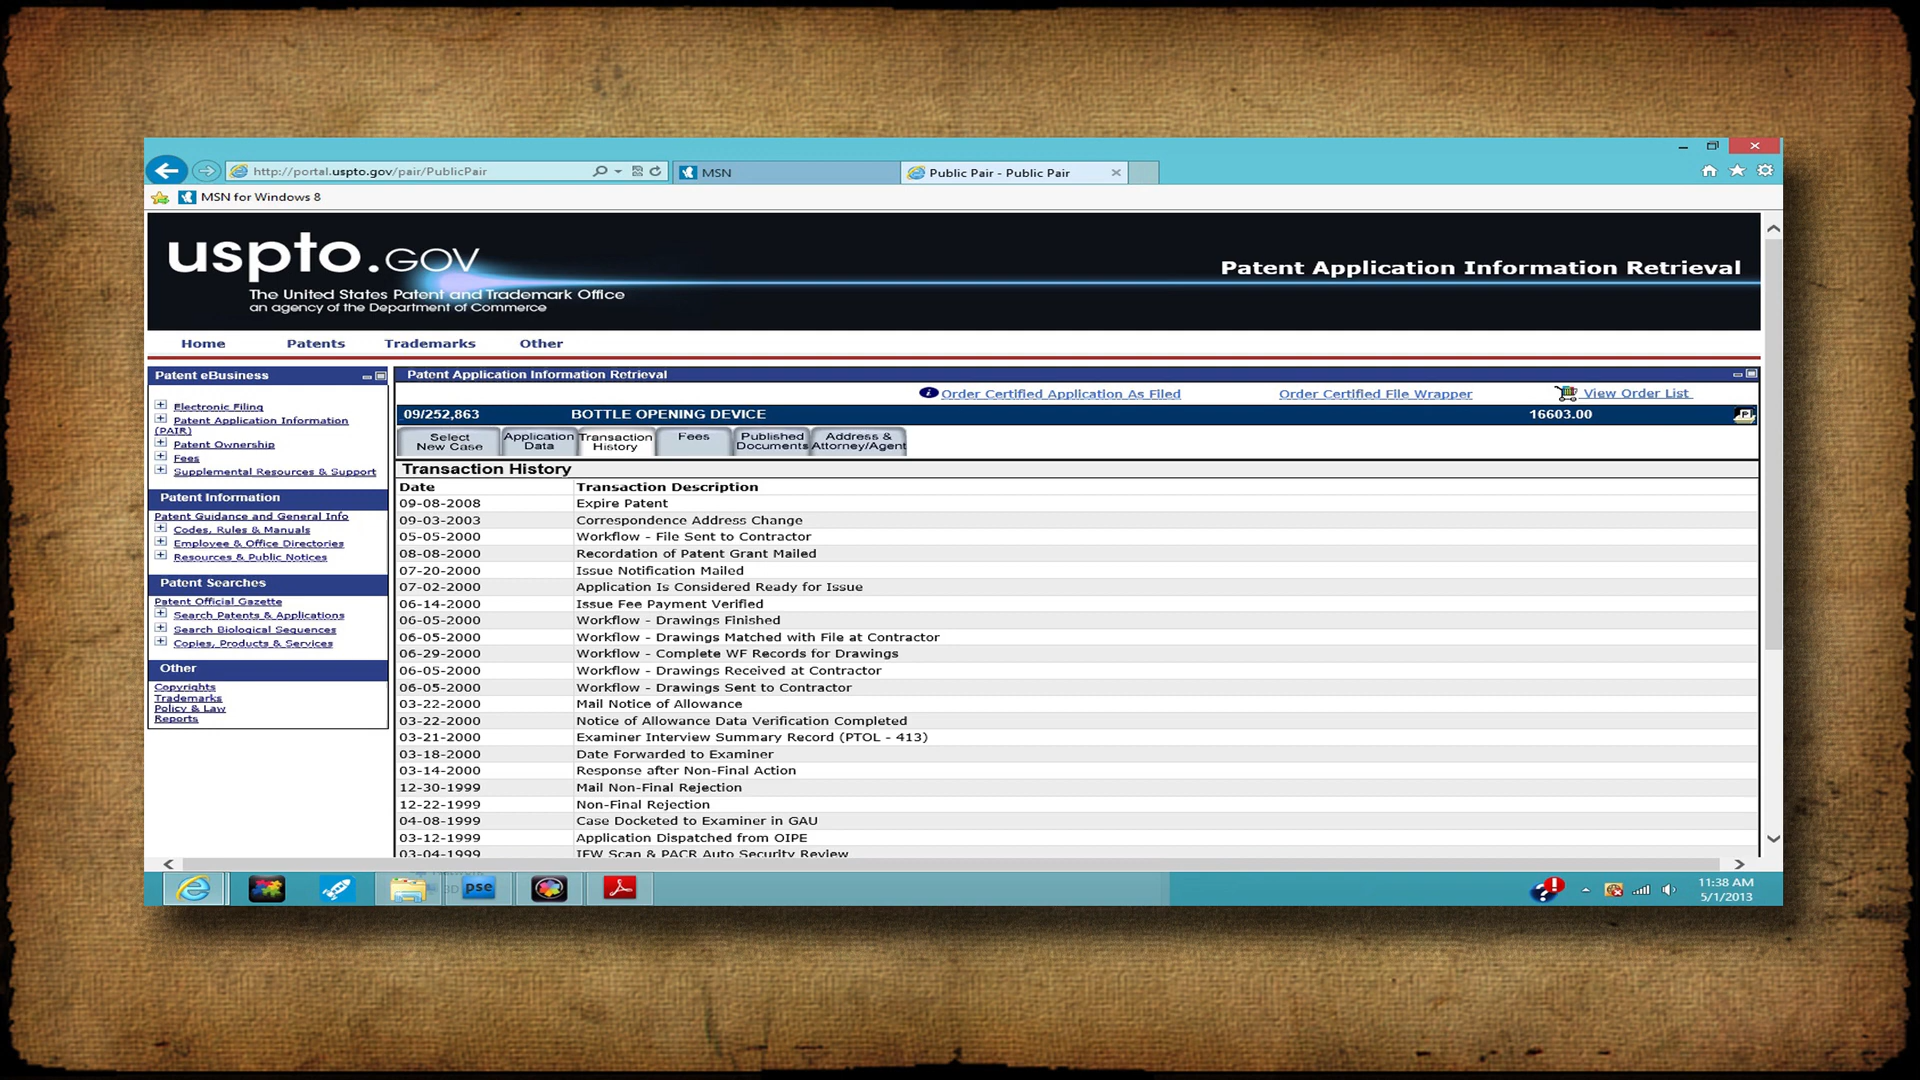 http://portal.uspto.gov/pair/PublicPair
MSN
Public Pair - Public Pair
MSN for Windows 8
uspto.GOV
The United States Patent and Trademark Office
an agency of the Department of Commerce
Patent Application Information Retrieval
Home Patents Trademarks Other
Patent eBusiness
Electronic Filing
Patent Application Information
(PAIR)
Patent Ownership
Fees
Supplemental Resources & Support
Patent Information
Patent Guidance and General Info
Codes, Rules & Manuals
Employee & Office Directories
Resources & Public Notices
Patent Searches
Patent Official Gazette
Search Patents & Applications
Search Biological Sequences
Copies, Products & Services
Other
Copyrights
Trademarks
Policy & Law
Reports
Patent Application Information Retrieval
Order Certified Application As Filed Order Certified File Wrapper View Order List
09/252,863 BOTTLE OPENING DEVICE 16603.00
Select
New Case
Application
Data
Transaction
History
Fees
Published
Documents
Address &
Attorney/Agent
Transaction History
Date Transaction Description
09-08-2008 Expire Patent
09-03-2003 Correspondence Address Change
05-05-2000 Workflow - File Sent to Contractor
08-08-2000 Recordation of Patent Grant Mailed
07-20-2000 Issue Notification Mailed
07-02-2000 Application Is Considered Ready for Issue
06-14-2000 Issue Fee Payment Verified
06-05-2000 Workflow - Drawings Finished
06-05-2000 Workflow - Drawings Matched with File at Contractor
06-29-2000 Workflow - Complete WF Records for Drawings
06-05-2000 Workflow - Drawings Received at Contractor
06-05-2000 Workflow - Drawings Sent to Contractor
03-22-2000 Mail Notice of Allowance
03-22-2000 Notice of Allowance Data Verification Completed
03-21-2000 Examiner Interview Summary Record (PTOL - 413)
03-18-2000 Date Forwarded to Examiner
03-14-2000 Response after Non-Final Action
12-30-1999 Mail Non-Final Rejection
12-22-1999 Non-Final Rejection
04-08-1999 Case Docketed to Examiner in GAU
03-12-1999 Application Dispatched from OIPE
03-04-1999 IFW Scan & PACR Auto Security Review
pse
11:38 AM
5/1/2013